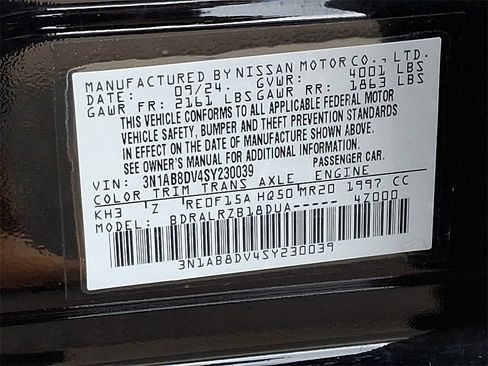 MANUFACTURED BY NISSAN MOTOR CO., LTD.
DATE: 09/24. GVWR: 4001 LBS
GAWR FR: 2161 LBS GAWR RR: 1863 LBS
THIS VEHICLE CONFORMS TO ALL APPLICABLE FEDERAL MOTOR
VEHICLE SAFETY, BUMPER AND THEFT PREVENTION STANDARDS
IN EFFECT ON THE DATE OF MANUFACTURE SHOWN ABOVE.
SEE OWNER'S MANUAL FOR ADDITIONAL INFORMATION.
VIN: 3N1AB8DV4SY230039 PASSENGER CAR.
COLOR TRIM TRANS AXLE ENGINE
KH3 'Z RE0F15A HQ50 MR20 1997 CC
MODEL: BDRALRZB18DUA----- 4Z000
3N1AB8DV4SY230039